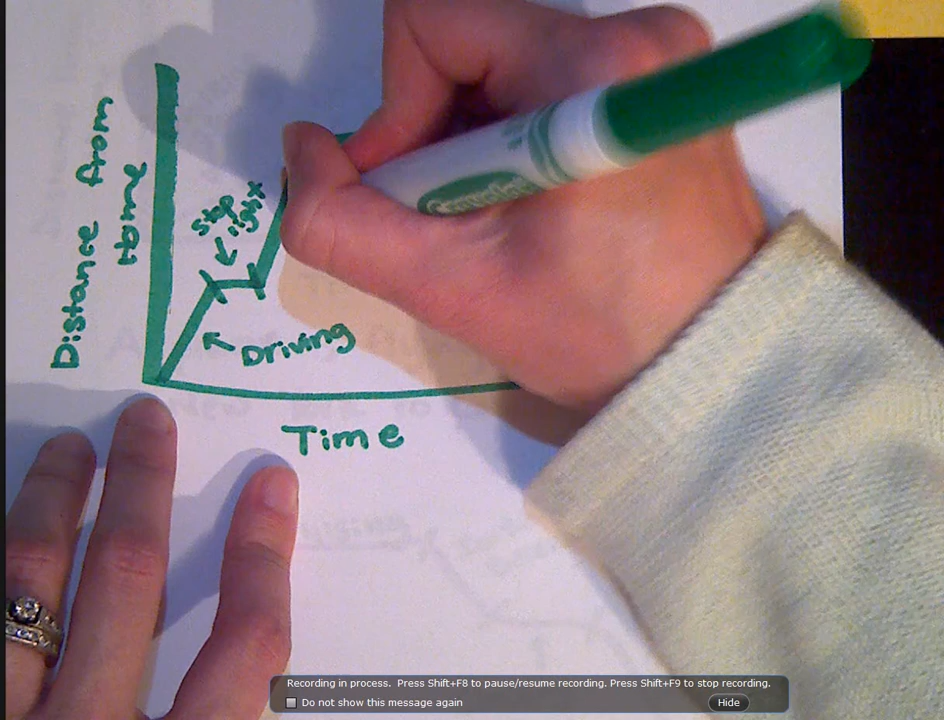 Distance from
Home
Stop
light
Driving
Time
Crayola
Recording in process. Press Shift+F8 to pause/resume recording. Press Shift+F9 to stop recording.
Do not show this message again
Hide